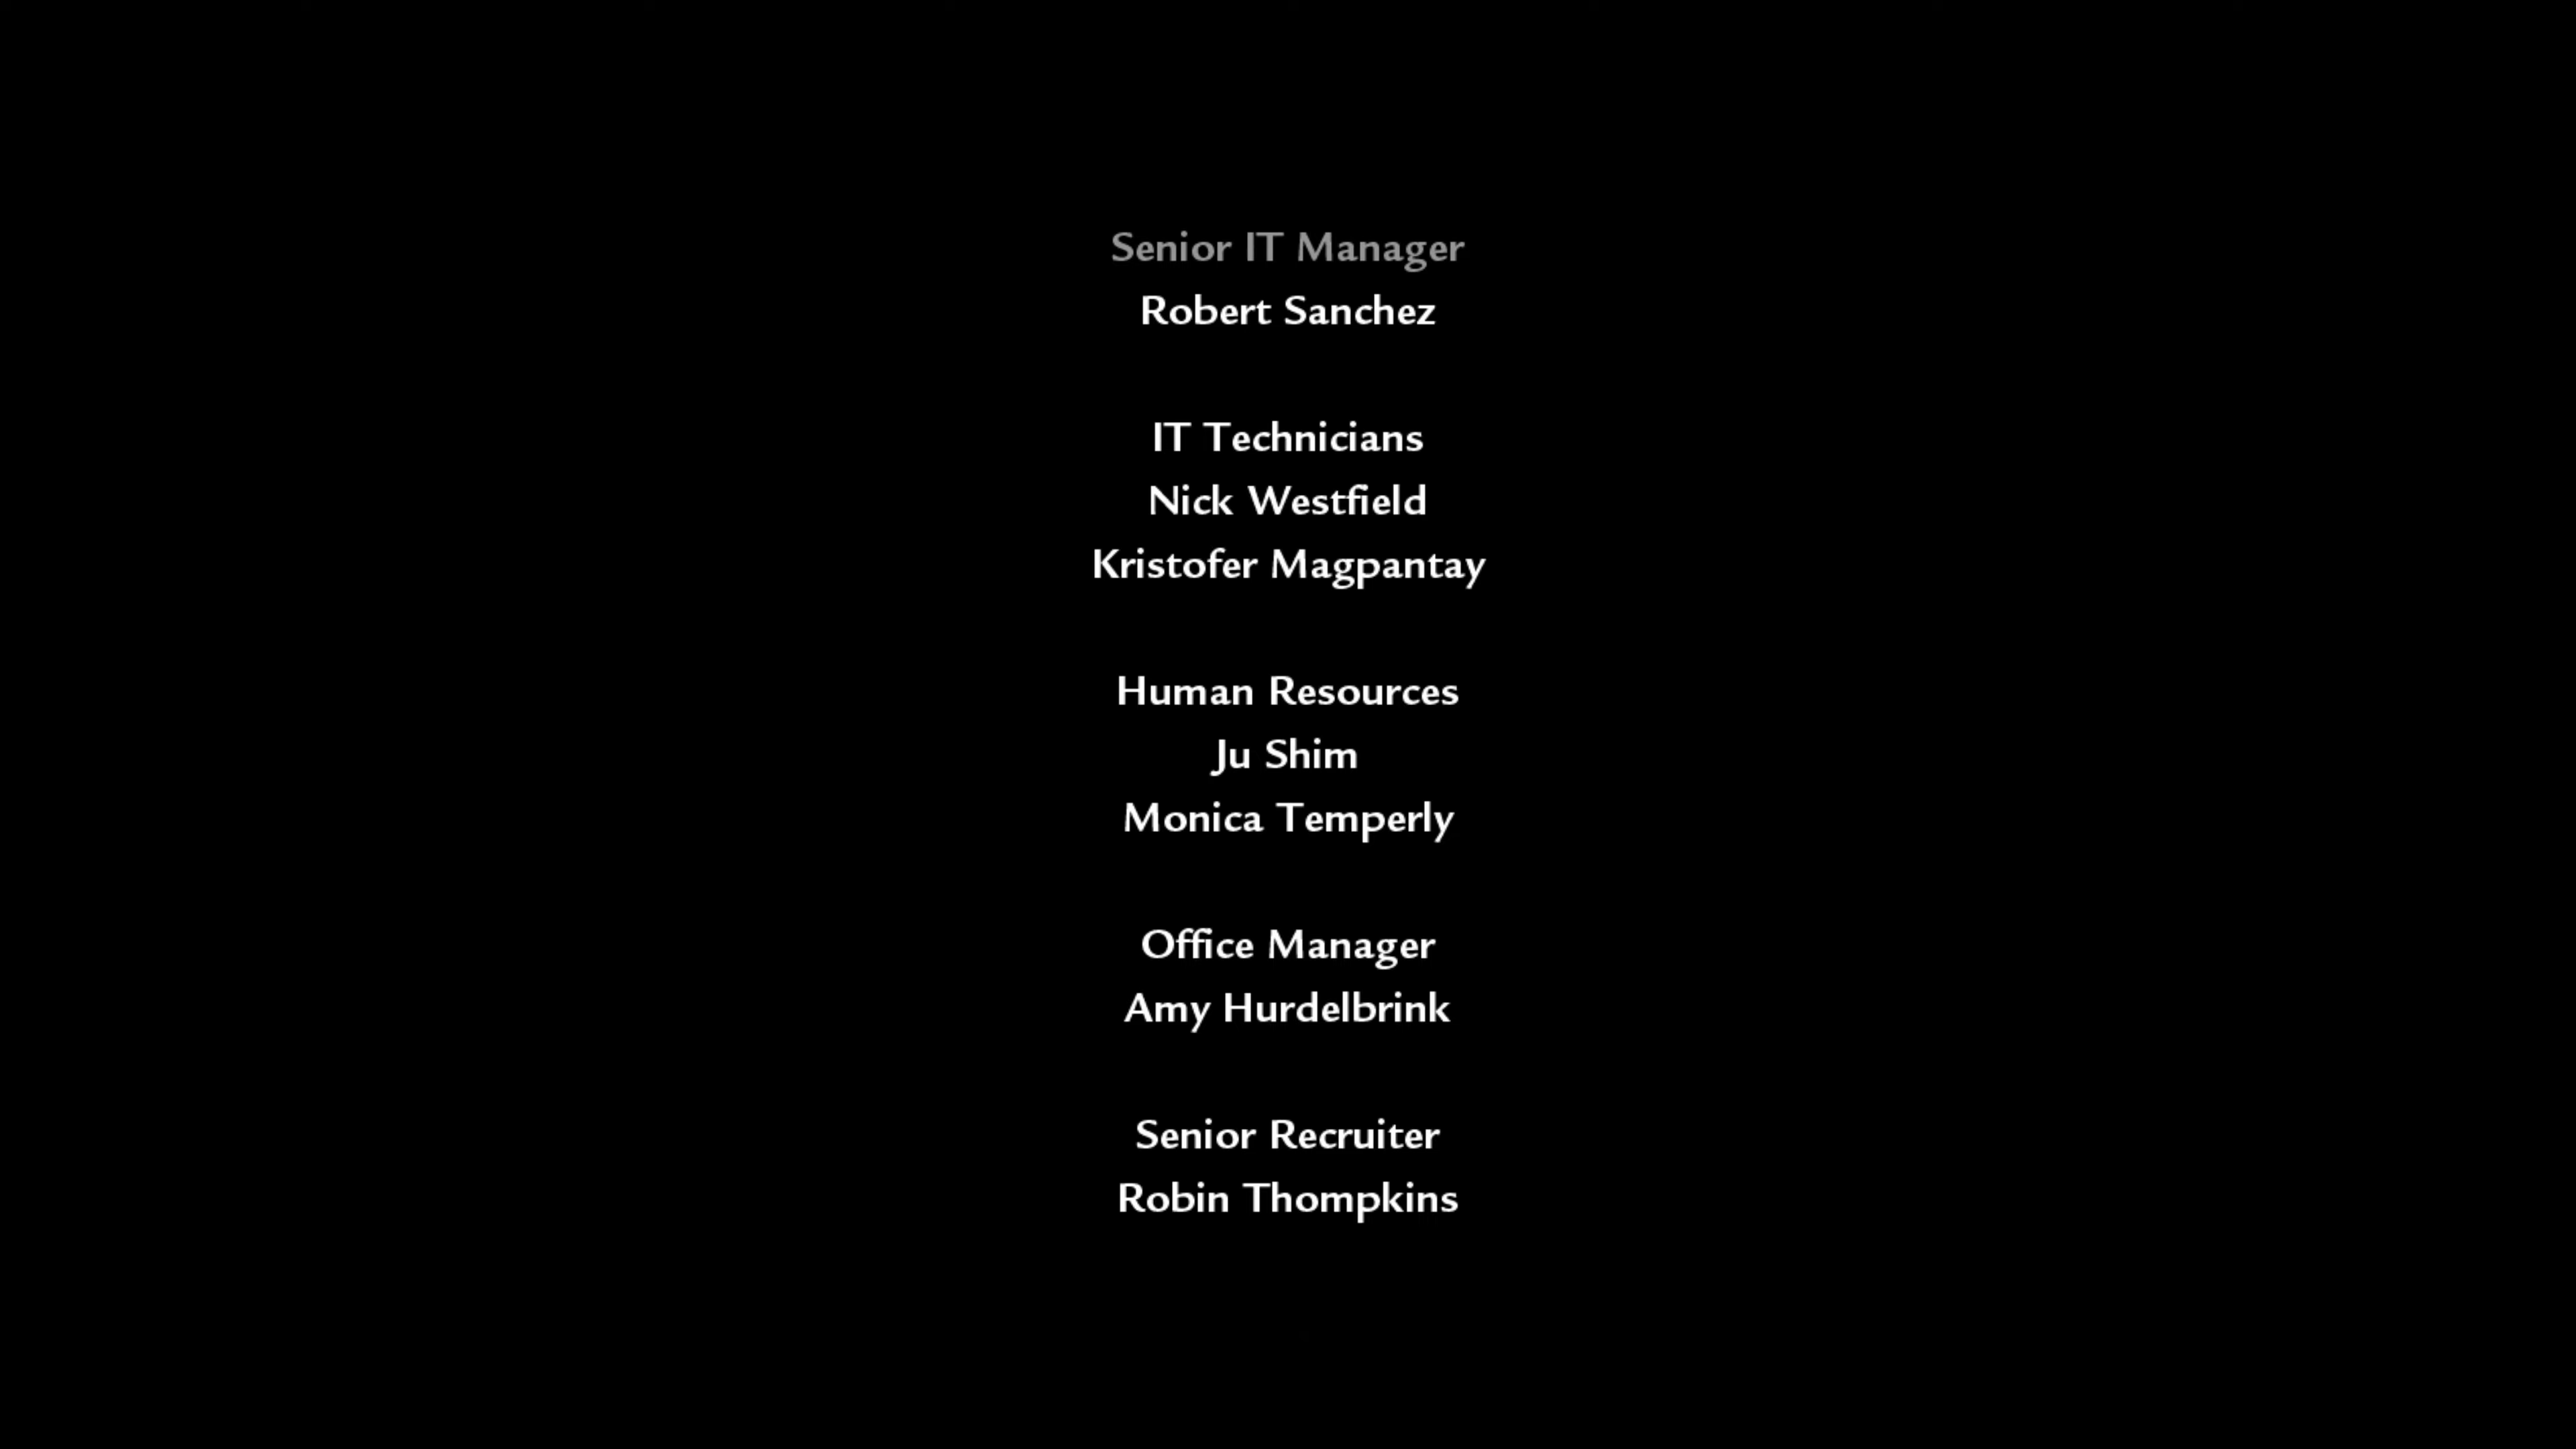 Senior IT Manager
Robert Sanchez
IT Technicians
Nick Westfield
Kristofer Magpantay
Human Resources
Ju Shim
Monica Temperly
Office Manager
Amy Hurdelbrink
Senior Recruiter
Robin Thompkins